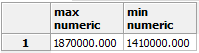 max min
numeric numeric
1 1870000.000 1410000.000